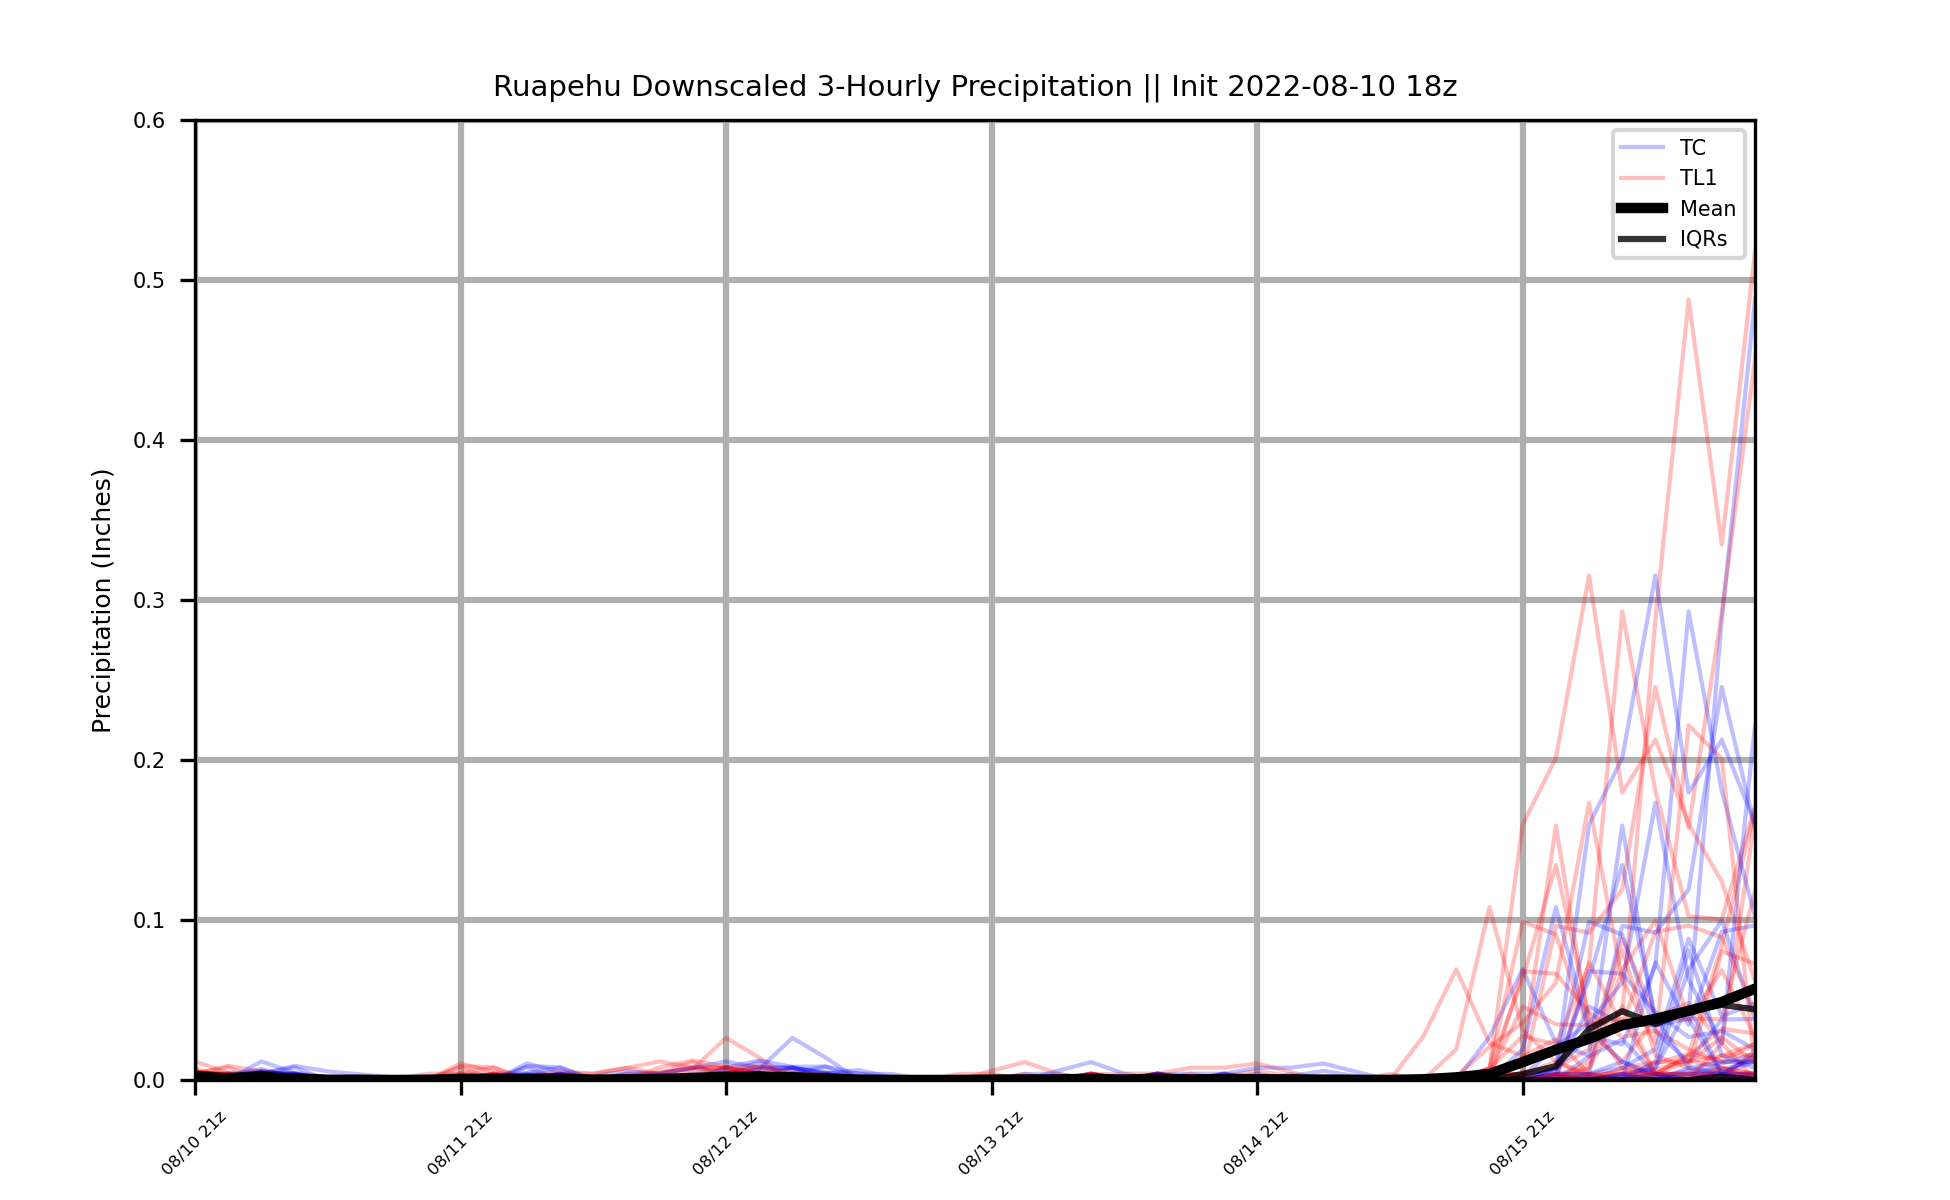 Ruapehu Downscaled 3-Hourly Precipitation || Init 2022-08-10 18z
0.6
0.5
0.4
0.3
0.2
0.1
0.0
Precipitation (Inches)
TC
TL1
Mean
IQRs
08/10 21z
08/11 21z
08/12 21z
08/13 21z
08/14 21z
08/15 21z